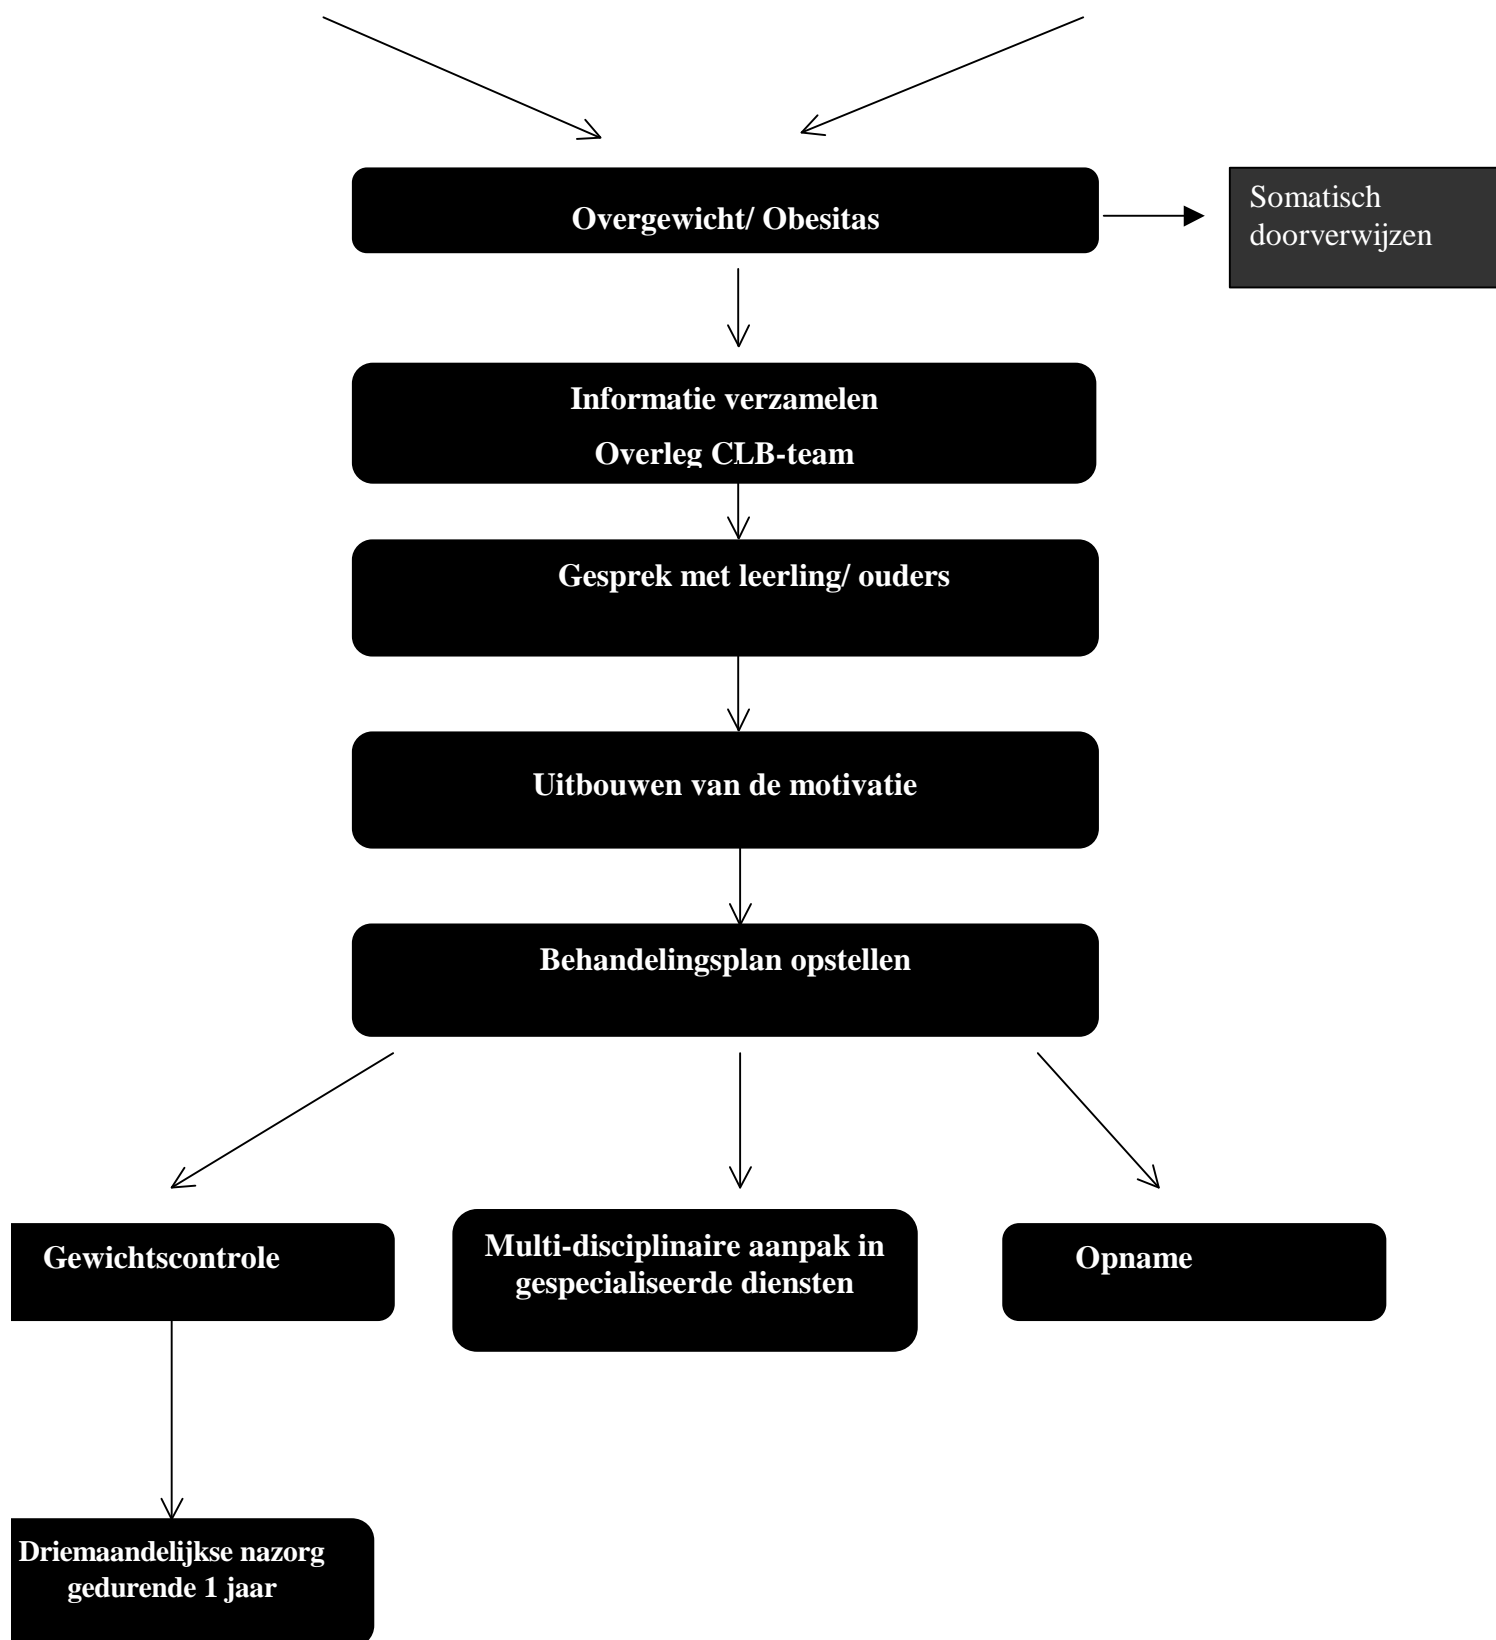 Overgewicht/ Obesitas
Somatisch
doorverwijzen
Informatie verzamelen
Overleg CLB-team
Gesprek met leerling/ ouders
Uitbouwen van de motivatie
Behandelingsplan opstellen
Gewichtscontrole
Multi-disciplinaire aanpak in
gespecialiseerde diensten
Opname
Driemaandelijkse nazorg
gedurende 1 jaar